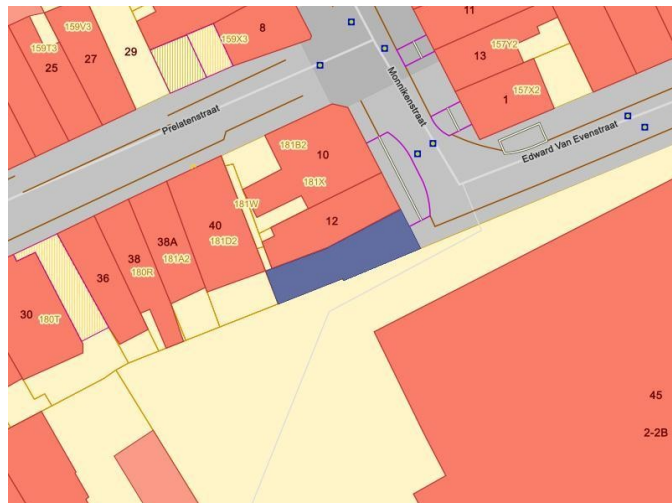 159V3
159T3
25
27
29
159X3
8
11
13
157Y2
157X2
1
Prelatenstraat
Monnikenstraat
Edward Van Evenstraat
181B2
10
181X
181W
12
40
181D2
38A
181A2
38
180R
36
30
180T
45
2-2B